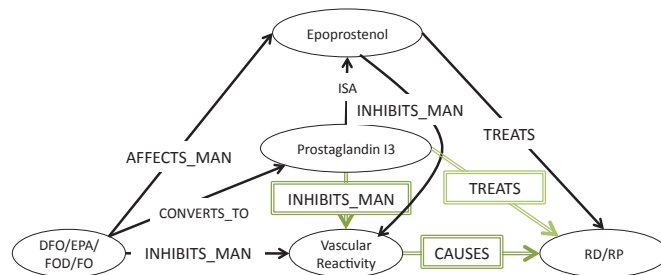 Epoprostenol
ISA
INHIBITS_MAN
TREATS
AFFECTS_MAN
Prostaglandin I3
TREATS
INHIBITS_MAN
CONVERTS_TO
DFO/EPA/
FOD/FO
INHIBITS_MAN
Vascular
Reactivity
CAUSES
RD/RP